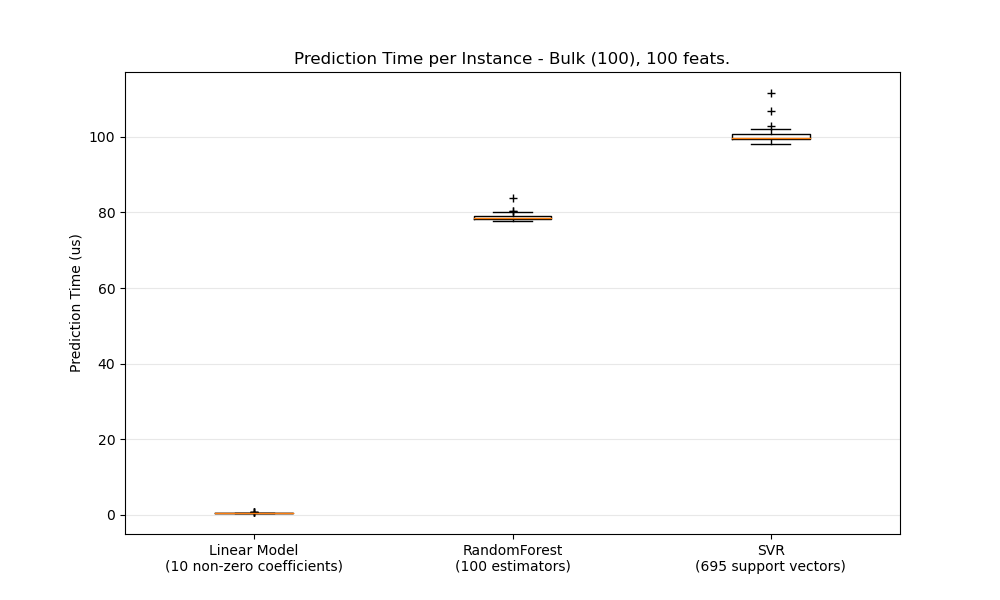 Prediction Time per Instance - Bulk (100), 100 feats.
Prediction Time (us)
100
80
60
40
20
0
Linear Model
(10 non-zero coefficients)
RandomForest
(100 estimators)
SVR
(695 support vectors)